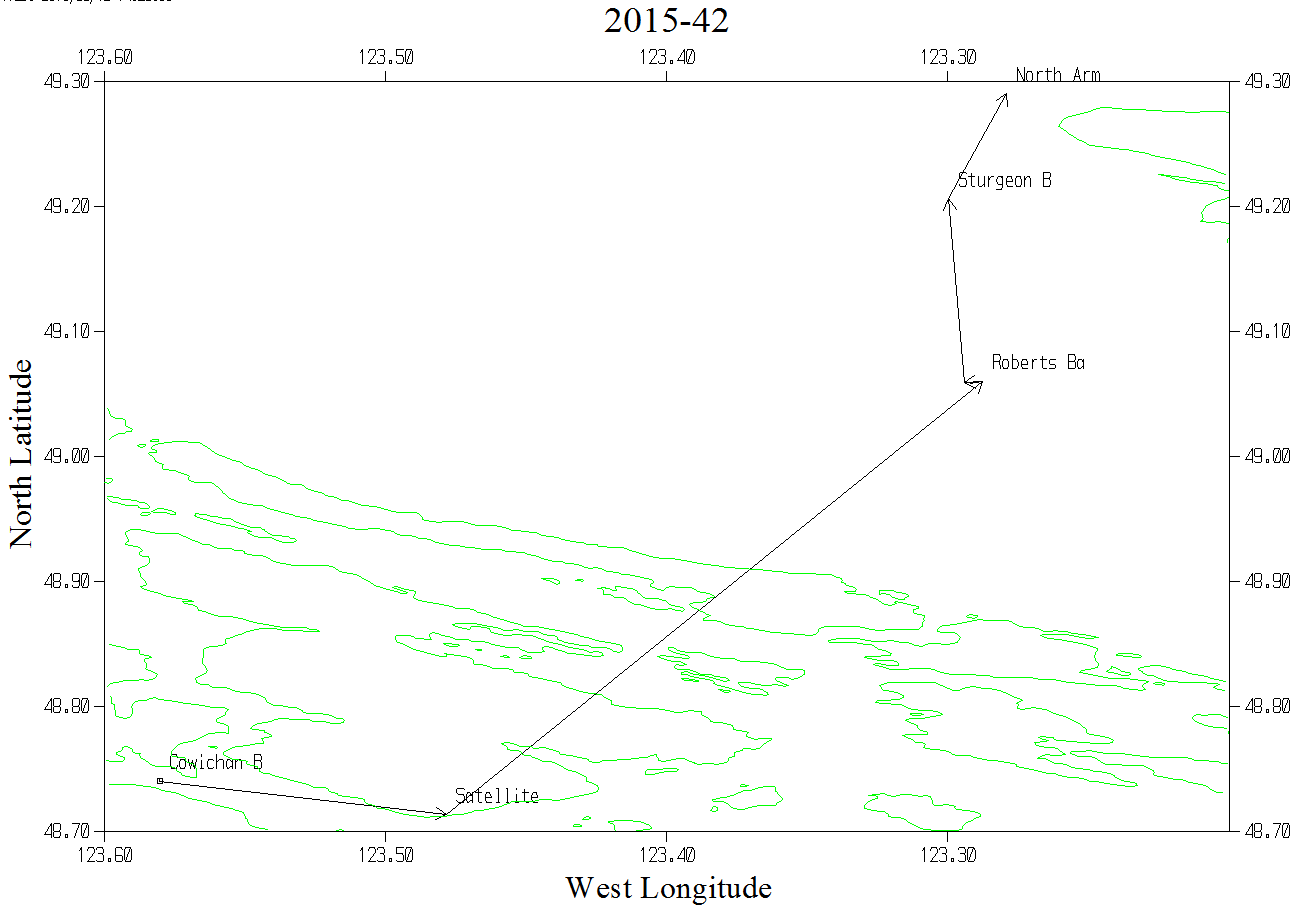 2015-42
123.60 123.50 123.40 123.30
49.30 49.30
North Arm
Sturgeon B
49.20 49.20
49.10 49.10
Roberts Ba
49.00 49.00
48.90 48.90
48.80 48.80
Cowichan B
Satellite
48.70 48.70
123.60 123.50 123.40 123.30
West Longitude
North Latitude